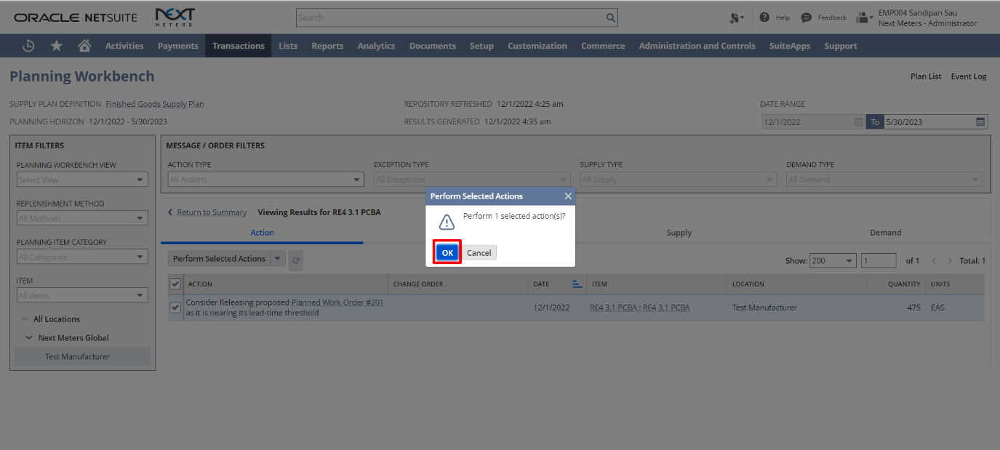 ORACLE NETSUITE
NEXT
METERS
Search
Help
Feedback
EMP004 Sandipan Sau
Next Meters - Administrator
Activities
Payments
Transactions
Lists
Reports
Analytics
Documents
Setup
Customization
Commerce
Administration and Controls
SuiteApps
Support
Planning Workbench
Plan List
Event Log
SUPPLY PLAN DEFINITION Finished Goods Supply Plan
REPOSITORY REFRESHED 12/1/2022 4:25 am
DATE RANGE
PLANNING HORIZON 12/1/2022 - 5/30/2023
RESULTS GENERATED 12/1/2022 4:35 am
12/1/2022
To
5/30/2023
ITEM FILTERS
PLANNING WORKBENCH VIEW
Select View
REPLENISHMENT METHOD
All Methods
PLANNING ITEM CATEGORY
All Categories
ITEM
All items
All Locations
Next Meters Global
Test Manufacturer
MESSAGE / ORDER FILTERS
ACTION TYPE
All Actions
EXCEPTION TYPE
All Exceptions
SUPPLY TYPE
All Supply
DEMAND TYPE
All Demand
Return to Summary
Viewing Results for RE4 3.1 PCBA
Action
Supply
Demand
Perform Selected Actions
Show:
200
1
of 1
Total: 1
ACTION
CHANGE ORDER
DATE
ITEM
LOCATION
QUANTITY
UNITS
Consider Releasing proposed Planned Work Order #201
as it is nearing its lead-time threshold
12/1/2022
RE4 3.1 PCBA : RE4 3.1 PCBA
Test Manufacturer
475
EAS
Perform Selected Actions
Perform 1 selected action(s)?
OK
Cancel